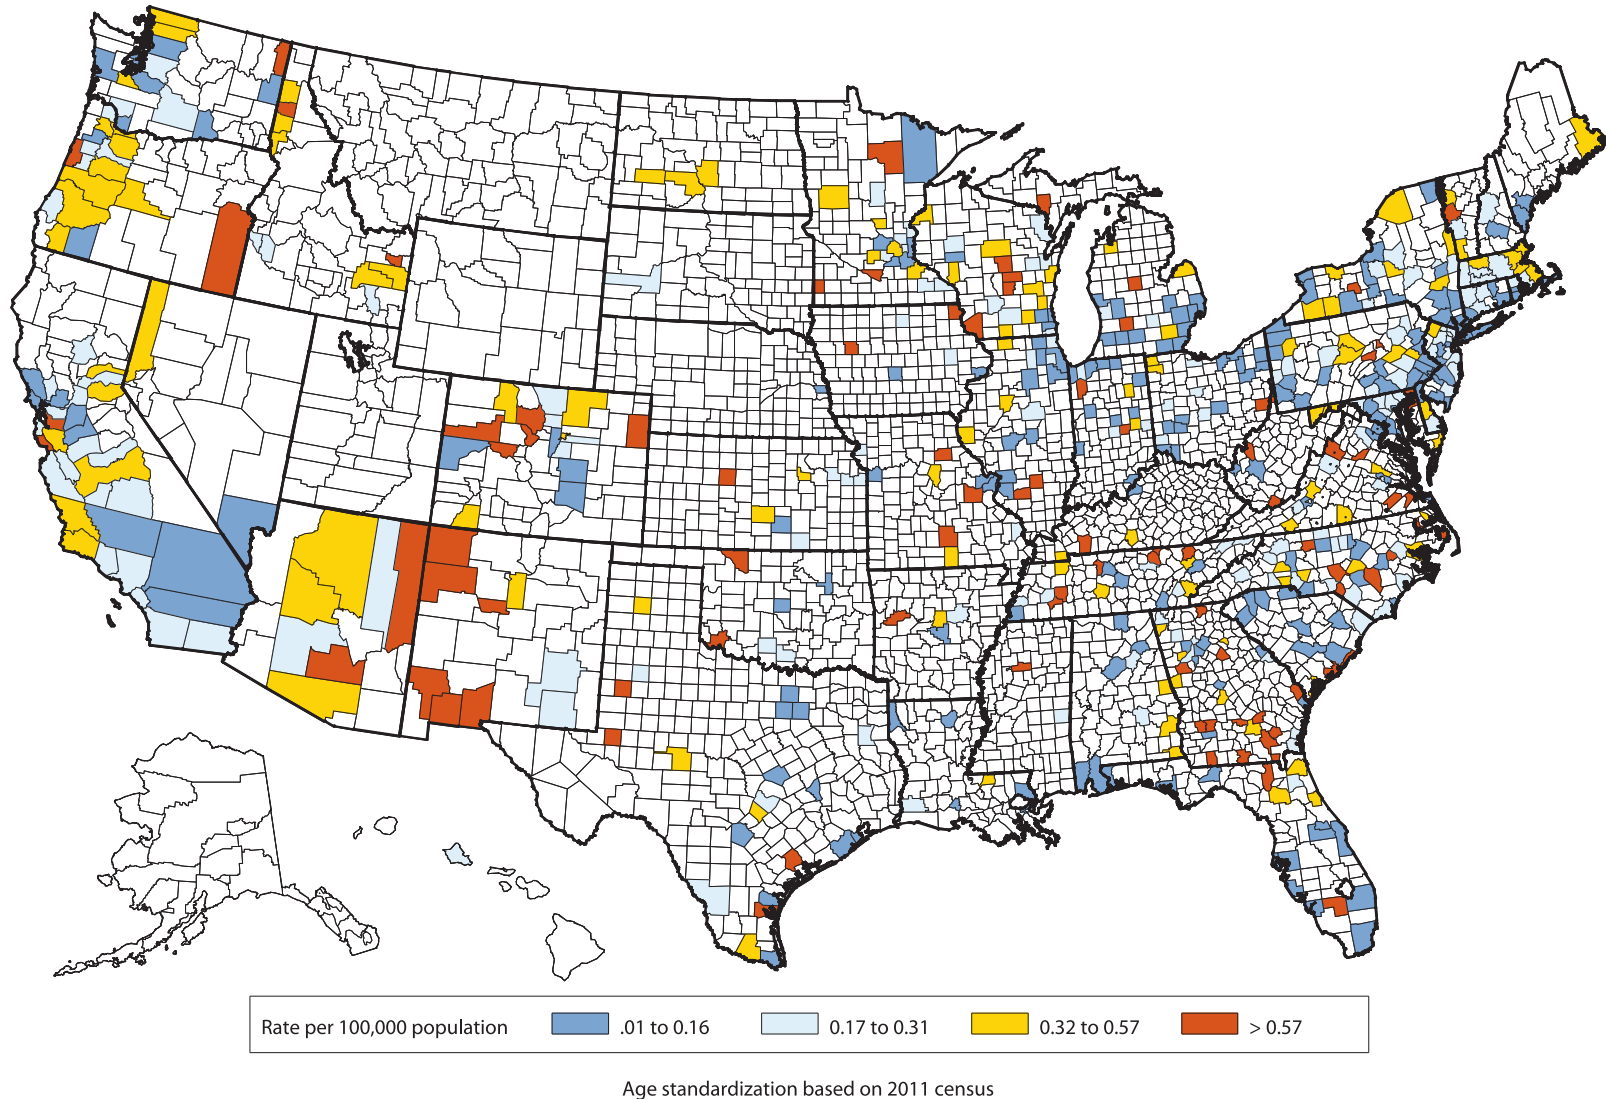 Rate per 100,000 population .01 to 0.16 0.17 to 0.31 0.32 to 0.57 > 0.57
Age standardization based on 2011 census